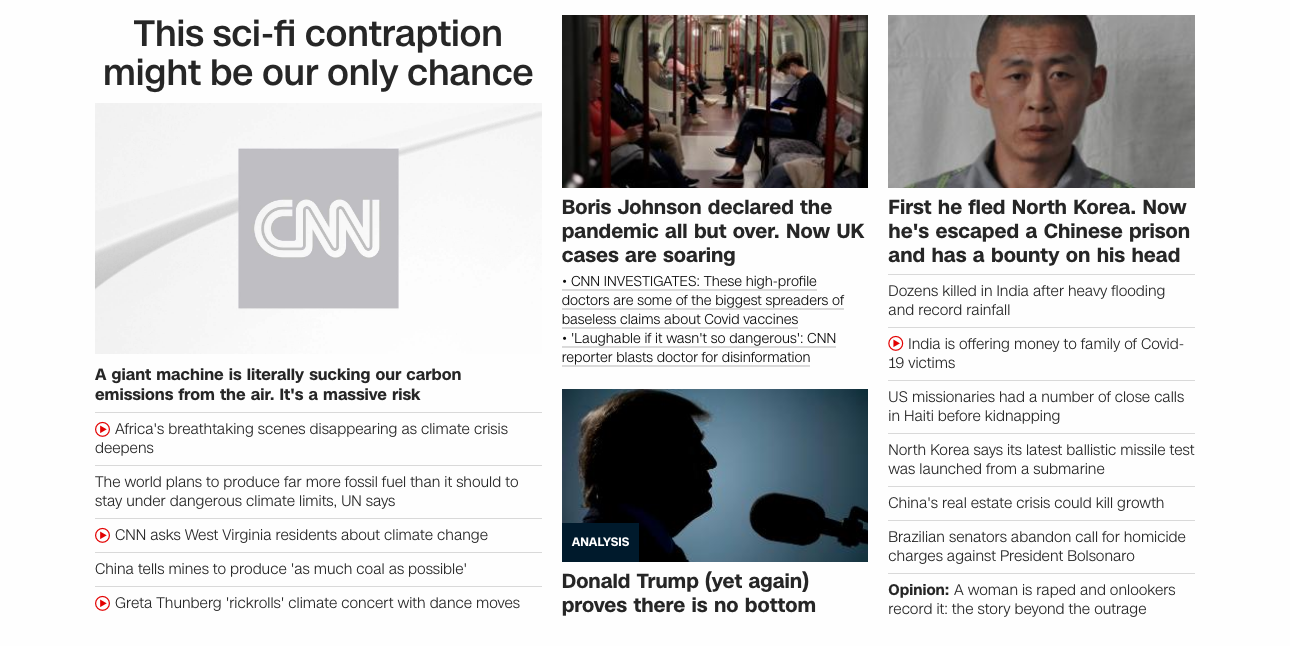 This sci-fi contraption
might be our only chance
CNN
A giant machine is literally sucking our carbon
emissions from the air. It's a massive risk
Africa's breathtaking scenes disappearing as climate crisis
deepens
The world plans to produce far more fossil fuel than it should to
stay under dangerous climate limits, UN says
CNN asks West Virginia residents about climate change
China tells mines to produce 'as much coal as possible'
Greta Thunberg 'rickrolls' climate concert with dance moves
Boris Johnson declared the
pandemic all but over. Now UK
cases are soaring
• CNN INVESTIGATES: These high-profile
doctors are some of the biggest spreaders of
baseless claims about Covid vaccines
• 'Laughable if it wasn't so dangerous': CNN
reporter blasts doctor for disinformation
ANALYSIS
Donald Trump (yet again)
proves there is no bottom
First he fled North Korea. Now
he's escaped a Chinese prison
and has a bounty on his head
Dozens killed in India after heavy flooding
and record rainfall
India is offering money to family of Covid-
19 victims
US missionaries had a number of close calls
in Haiti before kidnapping
North Korea says its latest ballistic missile test
was launched from a submarine
China's real estate crisis could kill growth
Brazilian senators abandon call for homicide
charges against President Bolsonaro
Opinion: A woman is raped and onlookers
record it: the story beyond the outrage